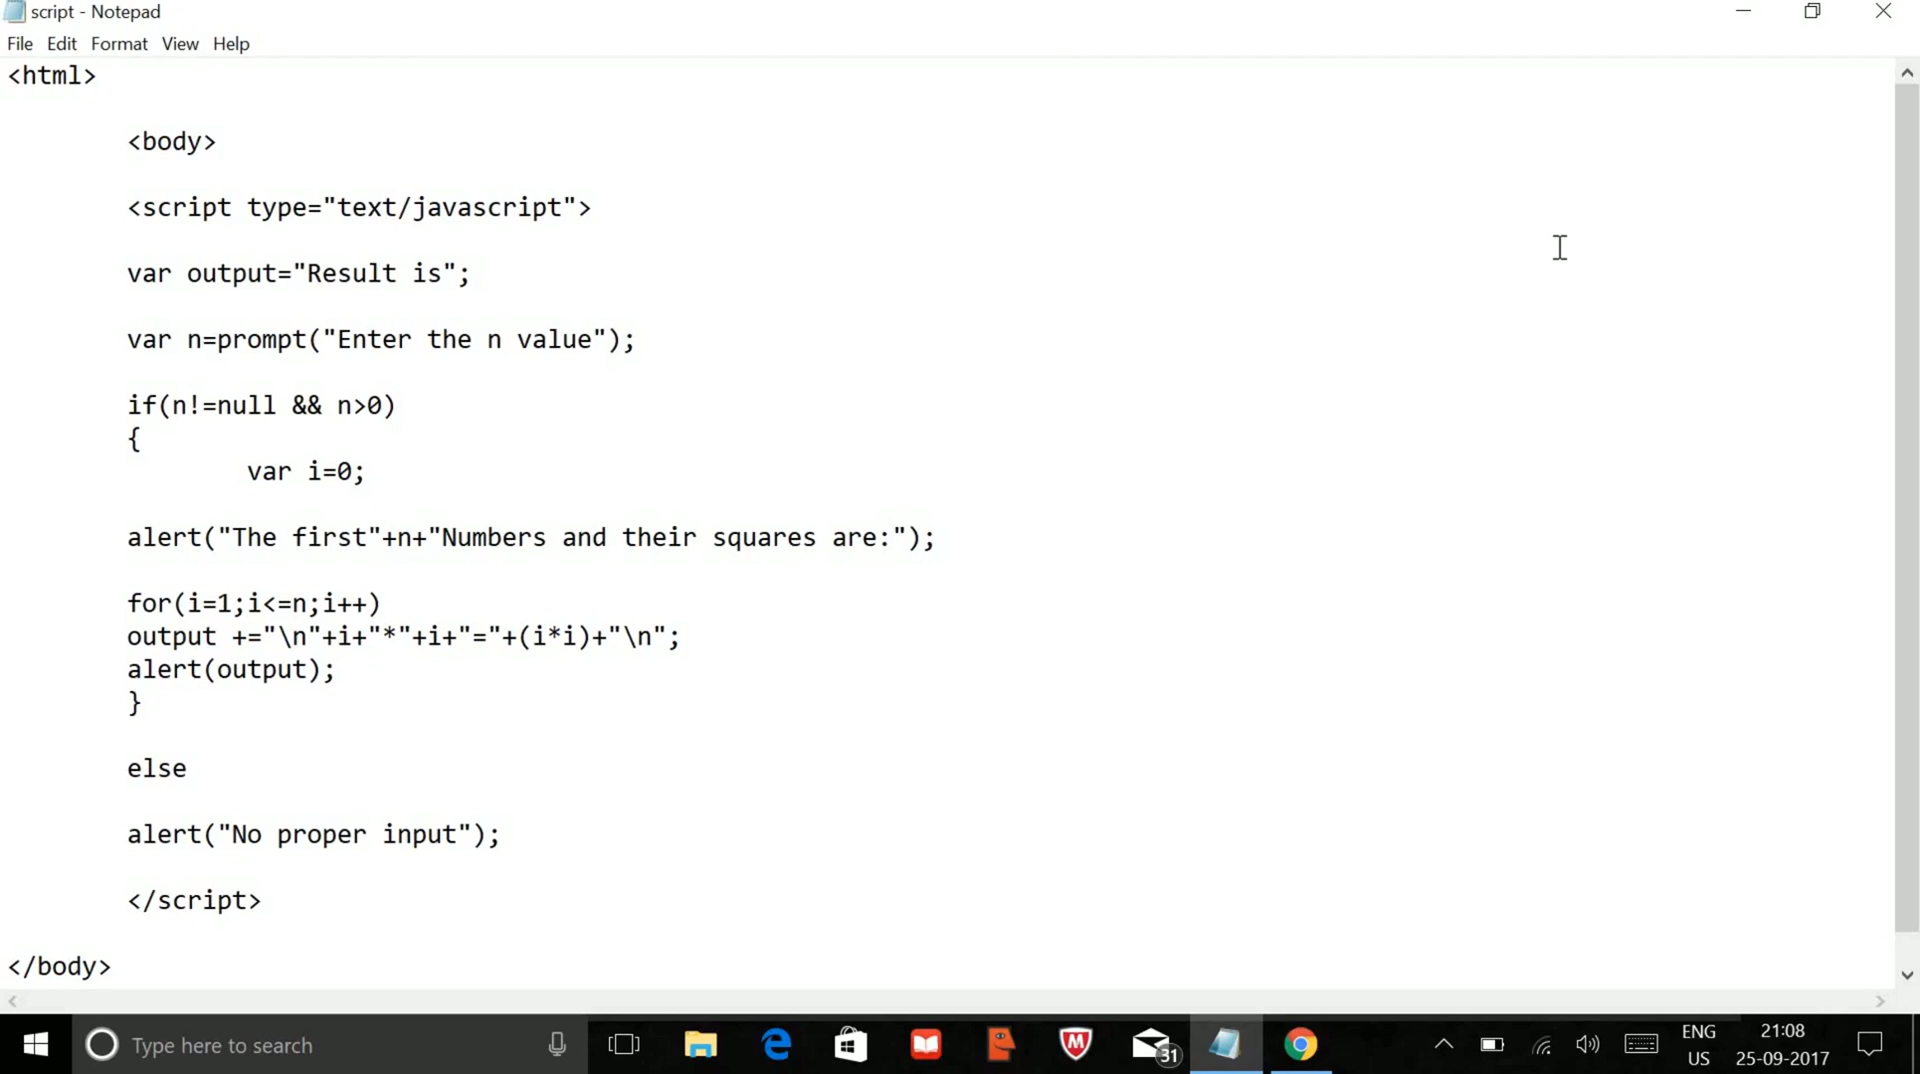 script - Notepad
File Edit Format View Help
<html>
<body>
<script type="text/javascript">
var output="Result is";
var n=prompt("Enter the n value");
if(n!=null && n>0)
{
var i=0;
alert("The first"+n+"Numbers and their squares are:");
for(i=1;i<=n;i++)
output +="\n"+i+"*"+i+"="+(i*i)+"\n";
alert(output);
}
else
alert("No proper input");
</script>
</body>
Type here to search
31
ENG
US
21:08
25-09-2017